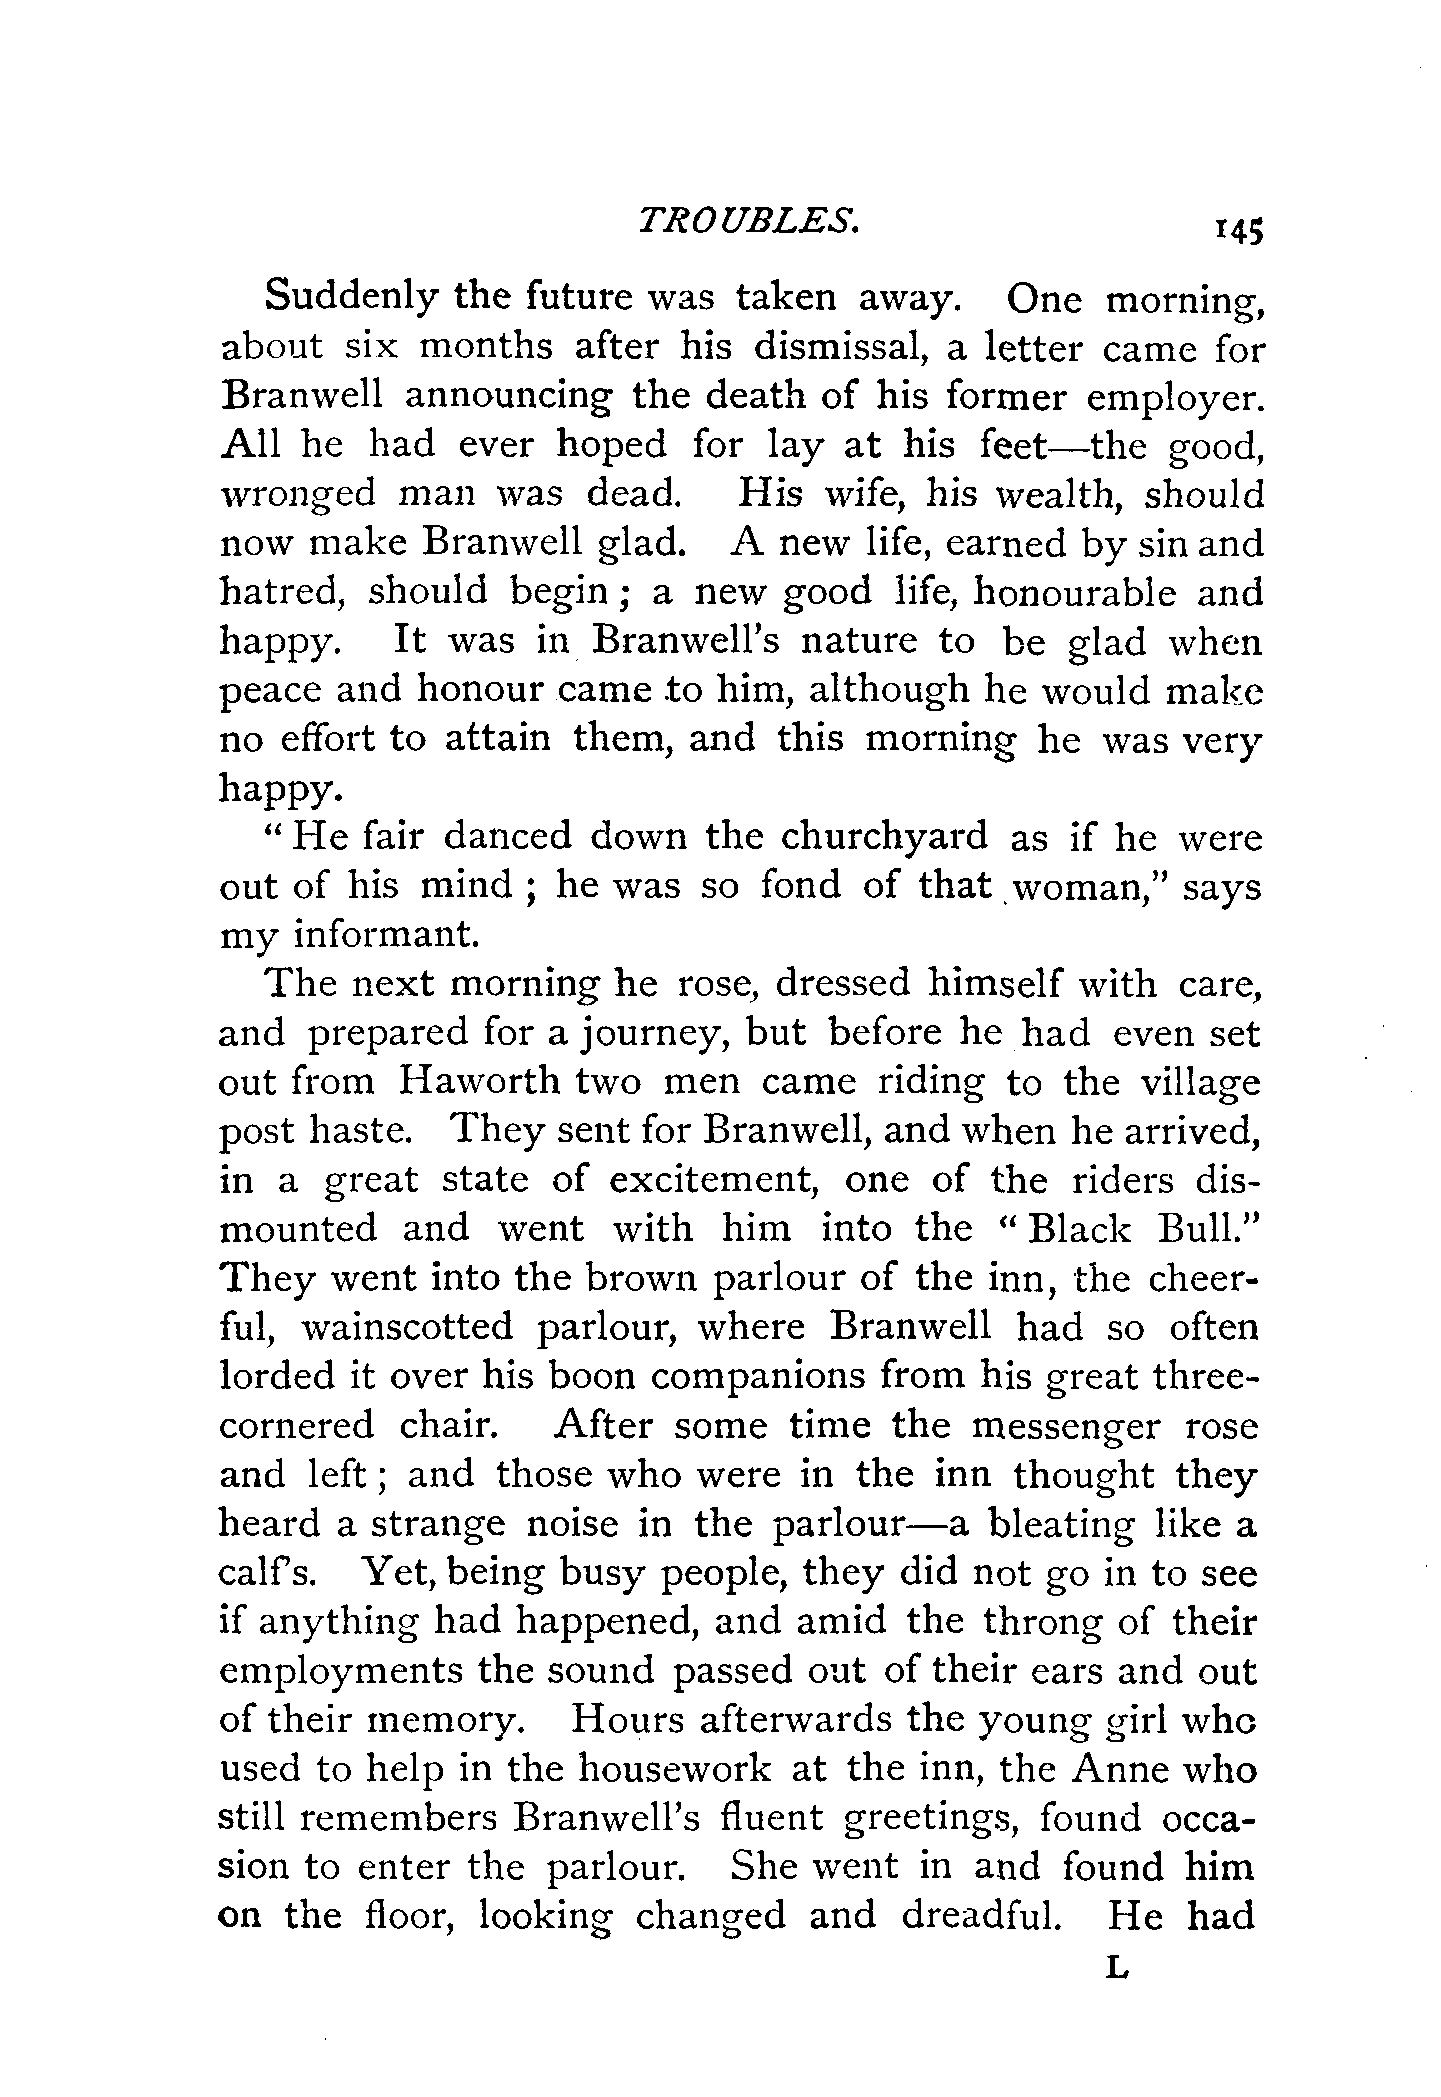 TROUBLES. 145
Suddenly the future was taken away. One morning,
about six months after his dismissal, a letter came for
Branwell announcing the death of his former employer.
All he had ever hoped for lay at his feet—the good,
wronged man was dead. His wife, his wealth, should
now make Branwell glad. A new life, earned by sin and
hatred, should begin ; a new good life, honourable and
happy. It was in Branwell's nature to be glad when
peace and honour came to him, although he would make
no effort to attain them, and this morning he was very
happy.
“ He fair danced down the churchyard as if he were
out of his mind ; he was so fond of that woman,” says
my informant.
The next morning he rose, dressed himself with care,
and prepared for a journey, but before he had even set
out from Haworth two men came riding to the village
post haste. They sent for Branwell, and when he arrived,
in a great state of excitement, one of the riders dis-
mounted and went with him into the “ Black Bull.”
They went into the brown parlour of the inn, the cheer-
ful, wainscotted parlour, where Branwell had so often
lorded it over his boon companions from his great three-
cornered chair. After some time the messenger rose
and left ; and those who were in the inn thought they
heard a strange noise in the parlour—a bleating like a
calf's. Yet, being busy people, they did not go in to see
if anything had happened, and amid the throng of their
employments the sound passed out of their ears and out
of their memory. Hours afterwards the young girl who
used to help in the housework at the inn, the Anne who
still remembers Branwell's fluent greetings, found occa-
sion to enter the parlour. She went in and found him
on the floor, looking changed and dreadful. He had
L